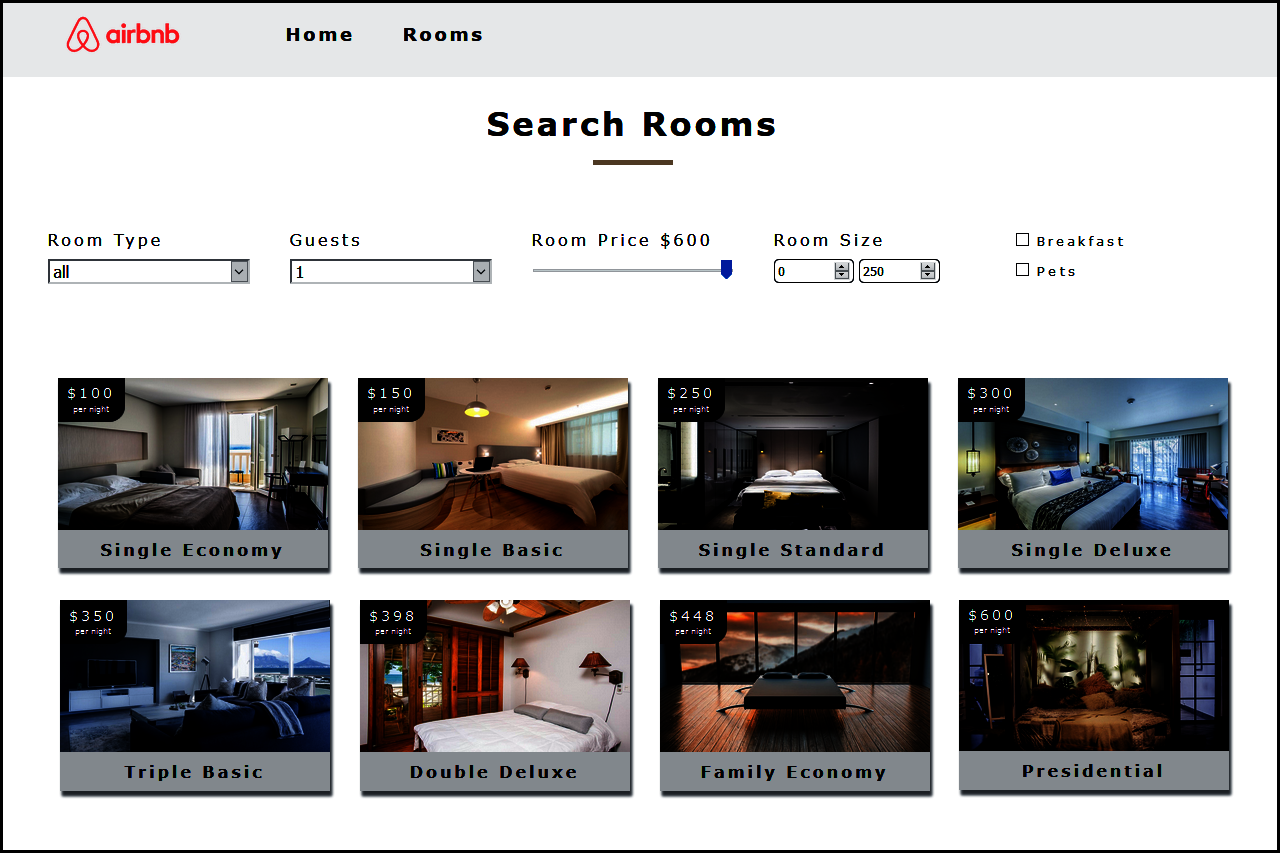 airbnb
Home Rooms
Search Rooms
Room Type Guests Room Price $600 Room Size Breakfast
all 1 0 250 Pets
$100 $150 $250 $300
per night per night per night per night
Single Economy Single Basic Single Standard Single Deluxe
$350 $398 $448 $600
per night per night per night per night
Triple Basic Double Deluxe Family Economy Presidential